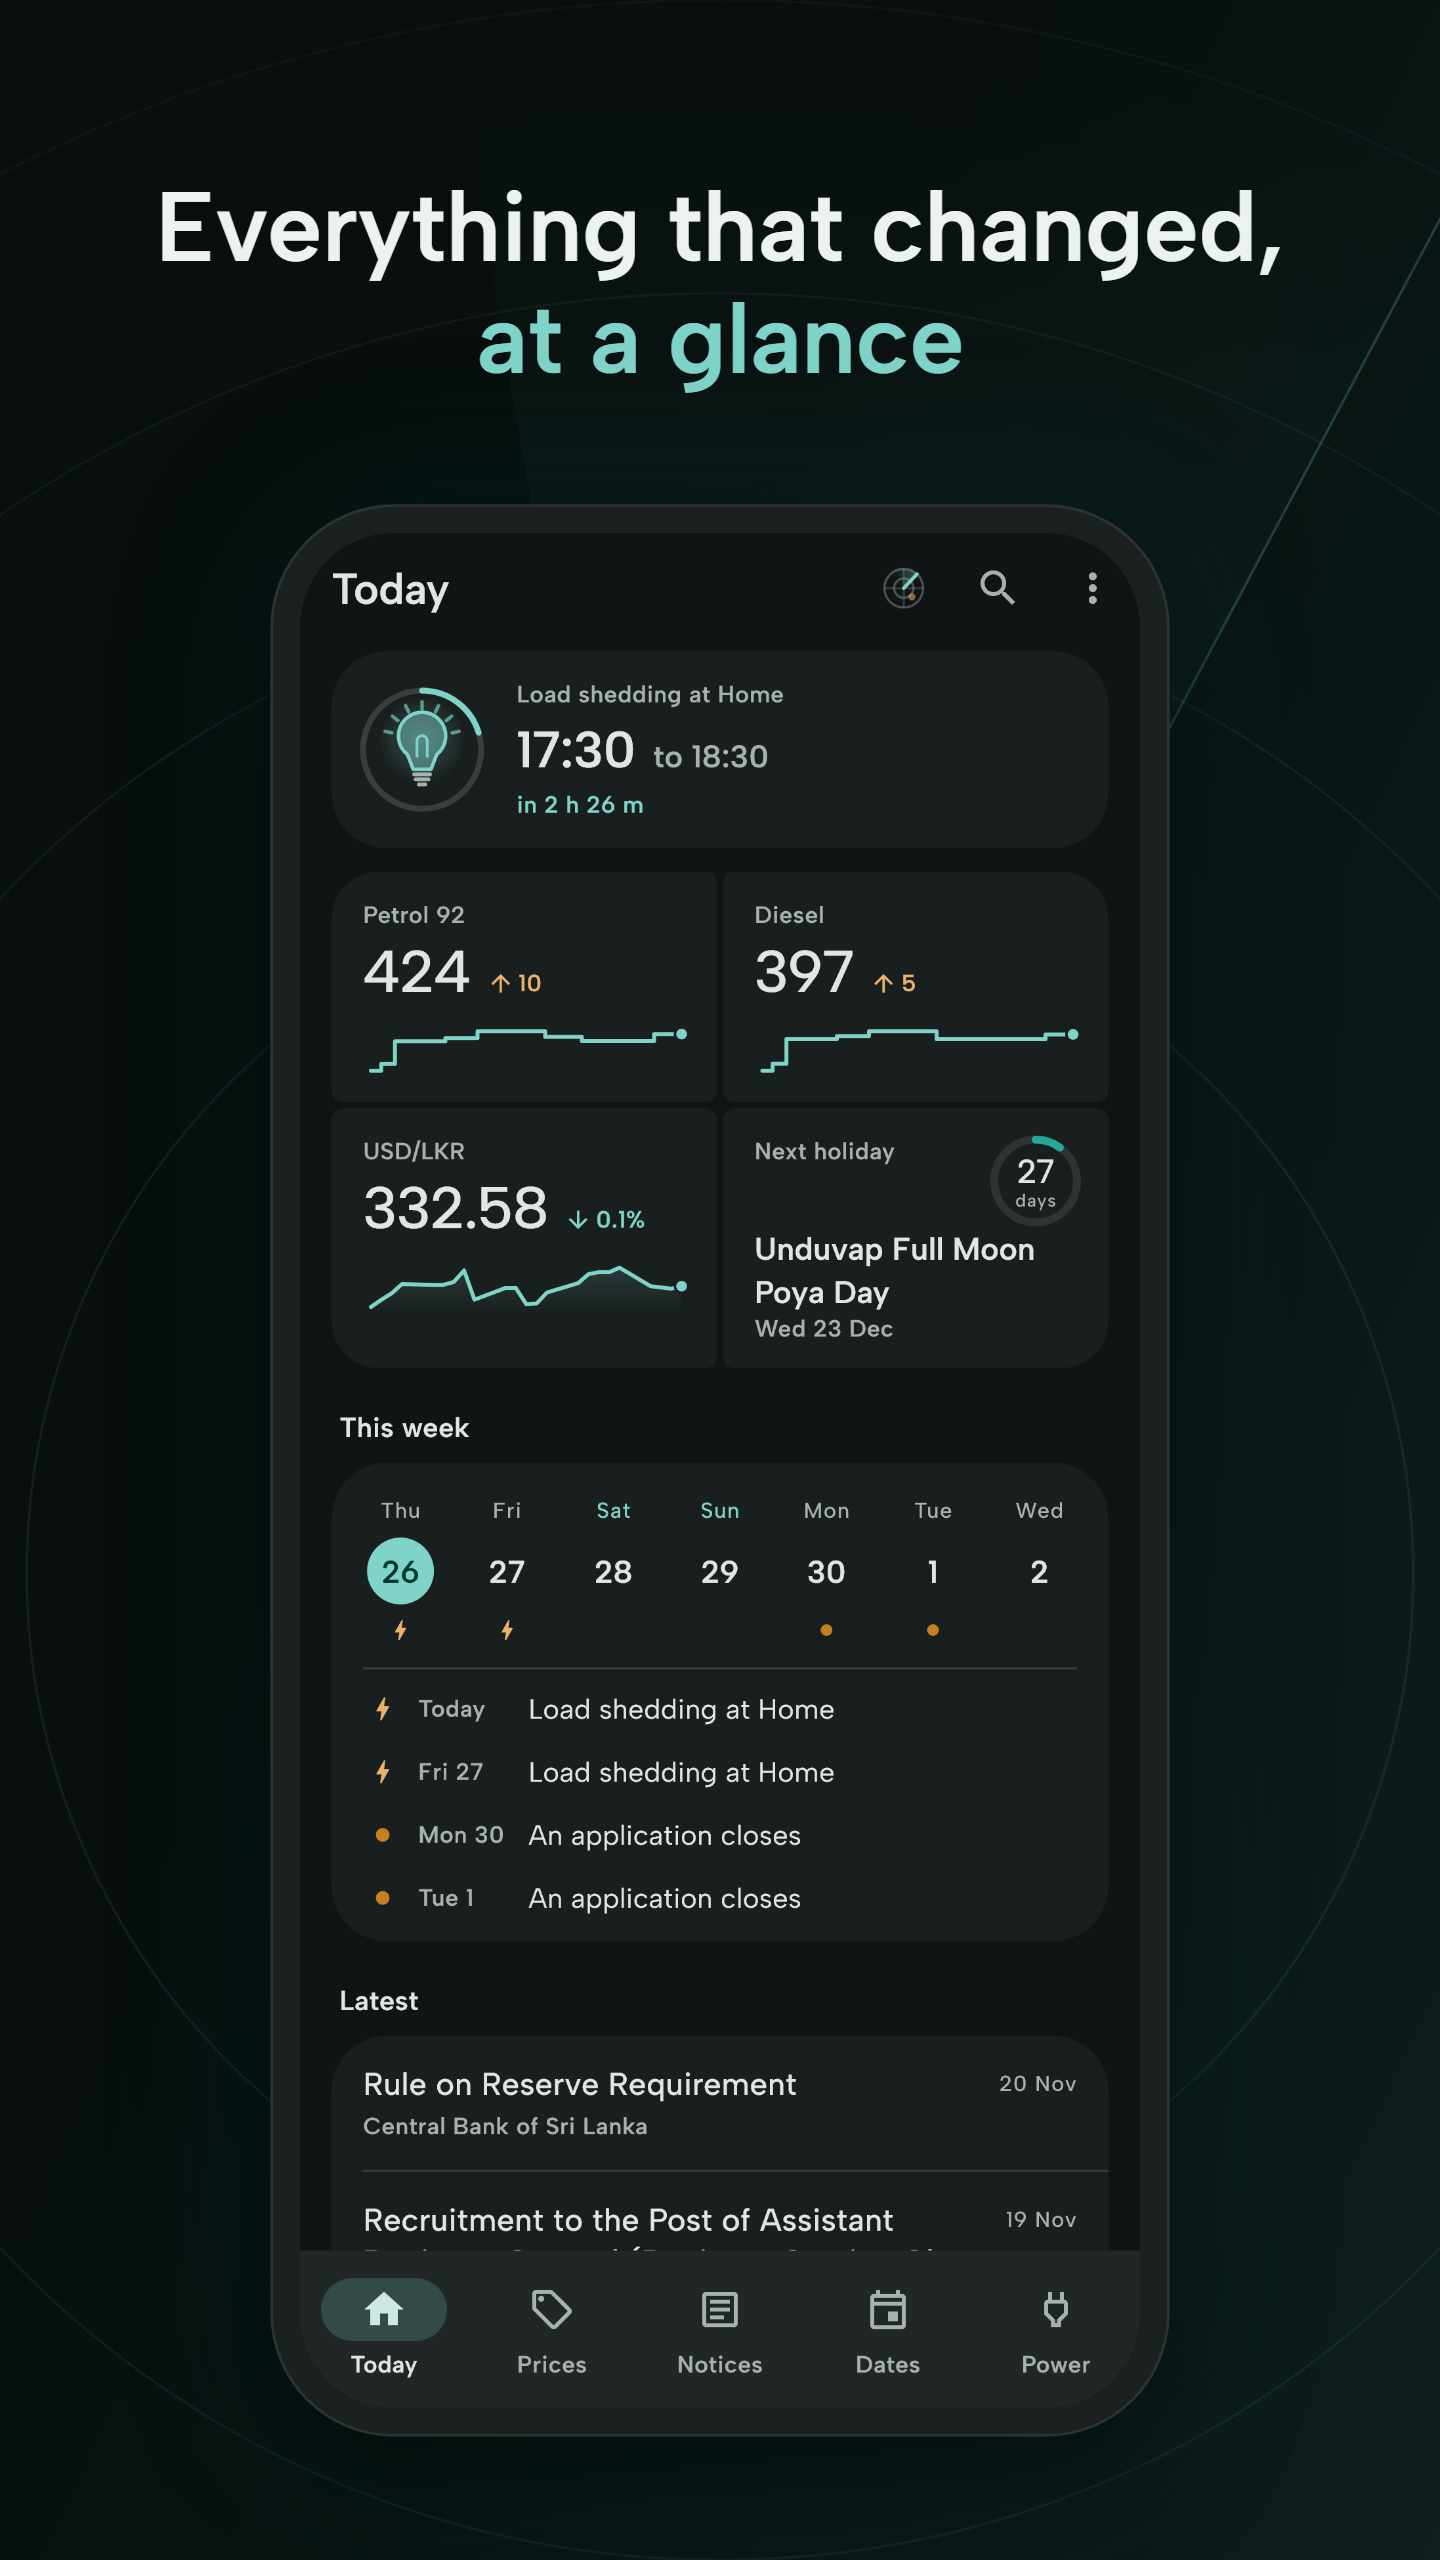 Everything that changed,
at a glance
Today
Load shedding at Home
17:30 to 18:30
in 2 h 26 m
Petrol 92
424 ↑ 10
Diesel
397 ↑ 5
USD/LKR
332.58 ↓ 0.1%
Next holiday
27
days
Unduvap Full Moon
Poya Day
Wed 23 Dec
This week
Thu Fri Sat Sun Mon Tue Wed
26 27 28 29 30 1 2
Today Load shedding at Home
Fri 27 Load shedding at Home
Mon 30 An application closes
Tue 1 An application closes
Latest
Rule on Reserve Requirement 20 Nov
Central Bank of Sri Lanka
Recruitment to the Post of Assistant 19 Nov
Today Prices Notices Dates Power